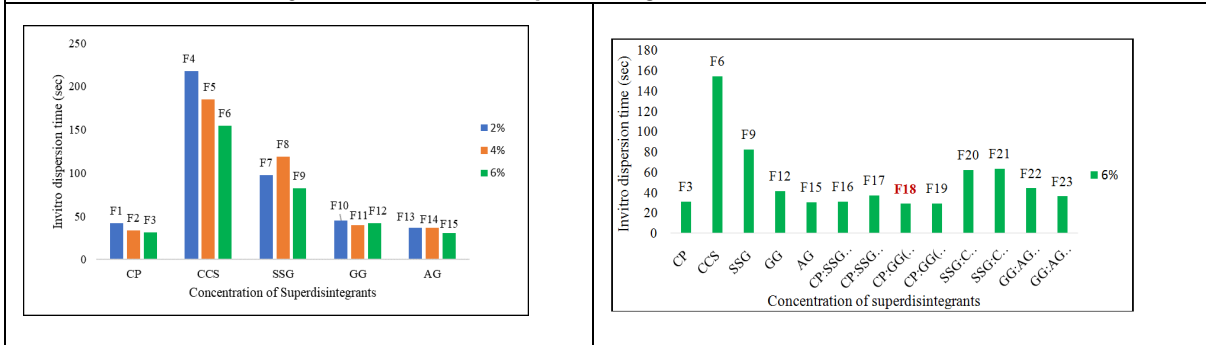 Invitro dispersion time (sec)
250
200
150
100
50
0
F1 F2 F3
F4
F5
F6
F7
F8
F9
F10
F11
F12
F13 F14 F15
CP CCS SSG GG AG
Concentration of Superdisintegrants
2%
4%
6%
Invitro dispersion time (sec)
180
160
140
120
100
80
60
40
20
0
F3
F6
F9
F12
F15
F16
F17
F18
F19
F20
F21
F22
F23
CP
CCS
SSG
GG
AG
CP:SSG..
CP:SSG..
CP:GG(..
CP:GG(..
SSG:C..
SSG:C..
GG:AG..
GG:AG..
Concentration of superdisintegrants
6%